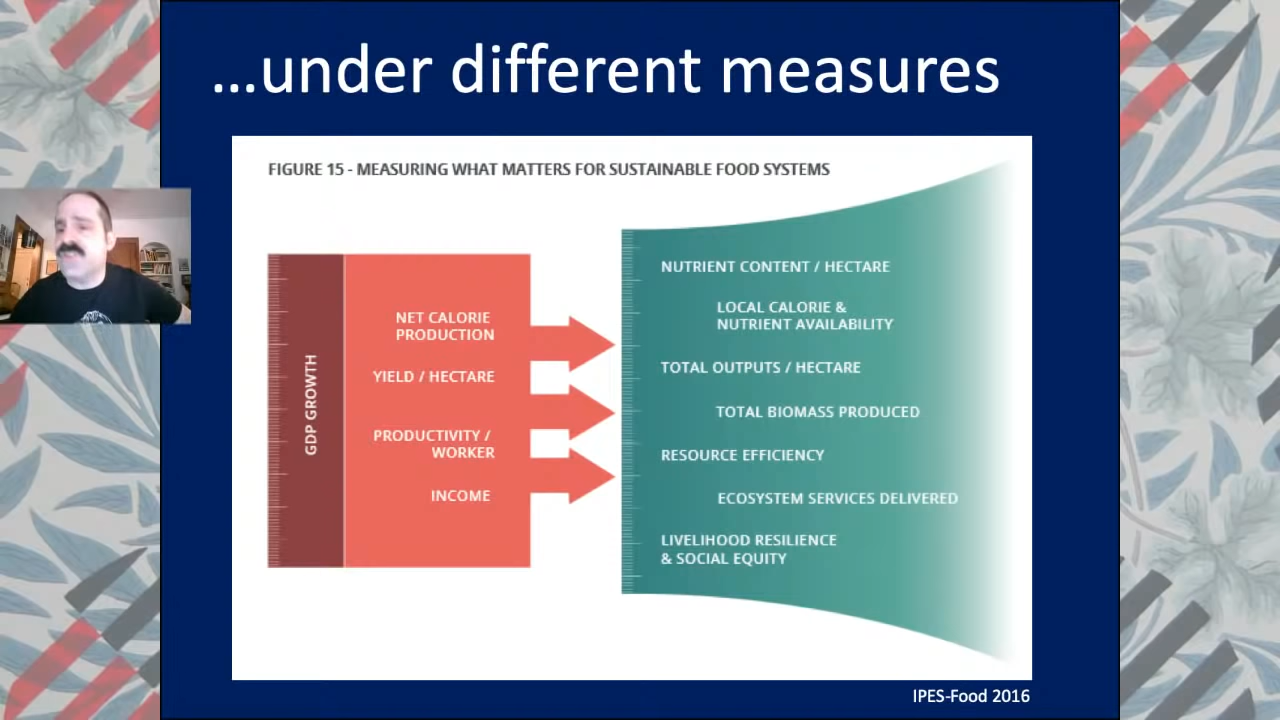 ...under different measures
FIGURE 15 - MEASURING WHAT MATTERS FOR SUSTAINABLE FOOD SYSTEMS
GDP GROWTH
NET CALORIE
PRODUCTION
YIELD / HECTARE
PRODUCTIVITY /
WORKER
INCOME
NUTRIENT CONTENT / HECTARE
LOCAL CALORIE &
NUTRIENT AVAILABILITY
TOTAL OUTPUTS / HECTARE
TOTAL BIOMASS PRODUCED
RESOURCE EFFICIENCY
ECOSYSTEM SERVICES DELIVERED
LIVELIHOOD RESILIENCE
& SOCIAL EQUITY
IPES-Food 2016